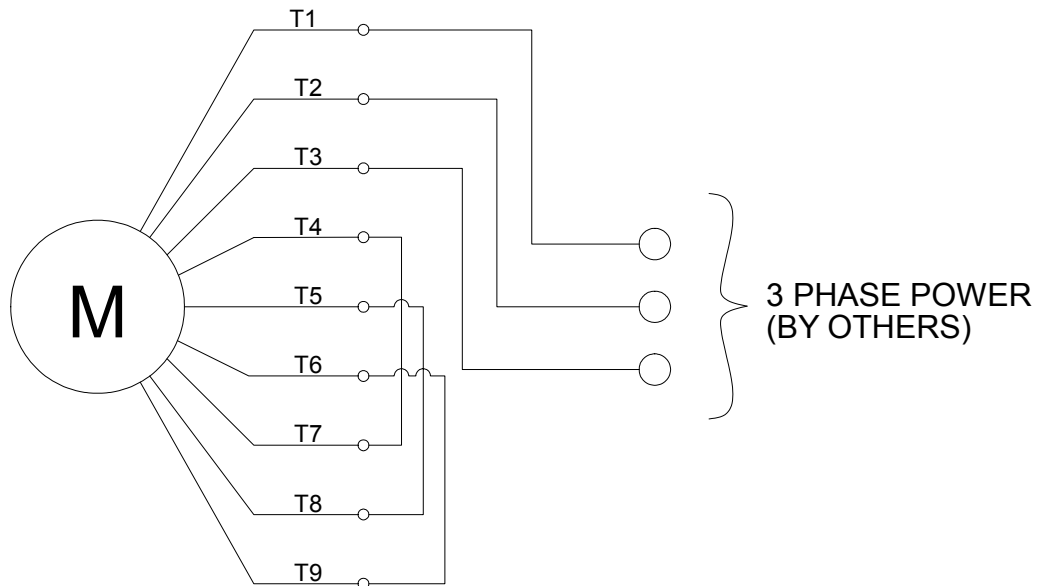 T1
T2
T3
T4
T5
T6
T7
T8
T9
M
3 PHASE POWER
(BY OTHERS)